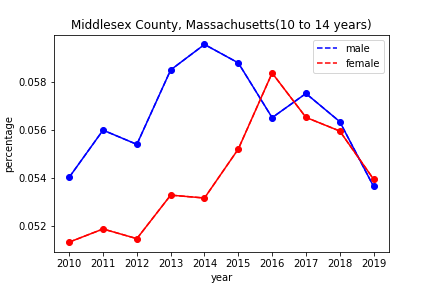 Middlesex County, Massachusetts(10 to 14 years)
male
female
0.058
0.056
0.054
0.052
percentage
2010 2011 2012 2013 2014 2015 2016 2017 2018 2019
year